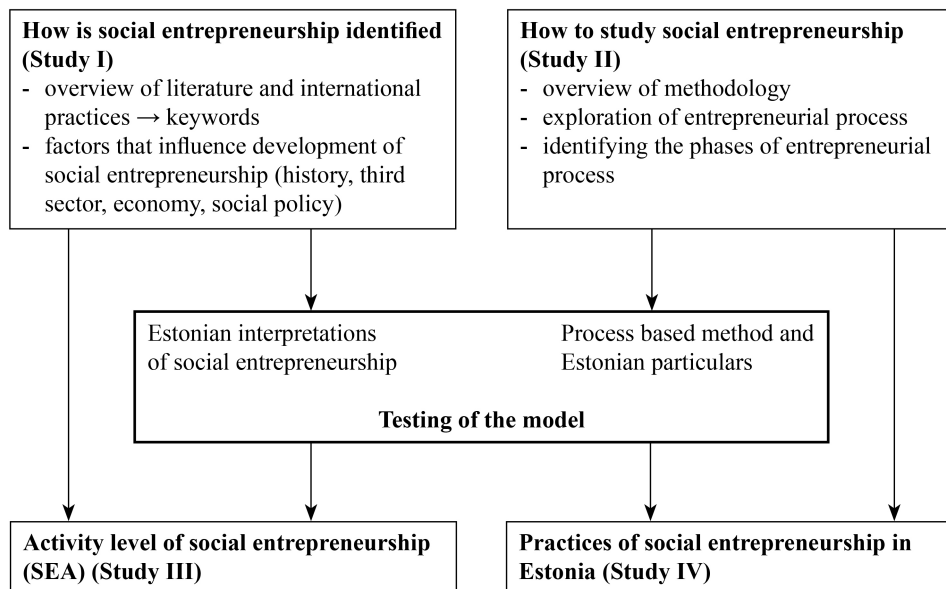 How is social entrepreneurship identified
(Study I)
- overview of literature and international
practices → keywords
- factors that influence development of
social entrepreneurship (history, third
sector, economy, social policy)
How to study social entrepreneurship
(Study II)
- overview of methodology
- exploration of entrepreneurial process
- identifying the phases of entrepreneurial
process
Estonian interpretations
of social entrepreneurship
Process based method and
Estonian particulars
Testing of the model
Activity level of social entrepreneurship
(SEA) (Study III)
Practices of social entrepreneurship in
Estonia (Study IV)